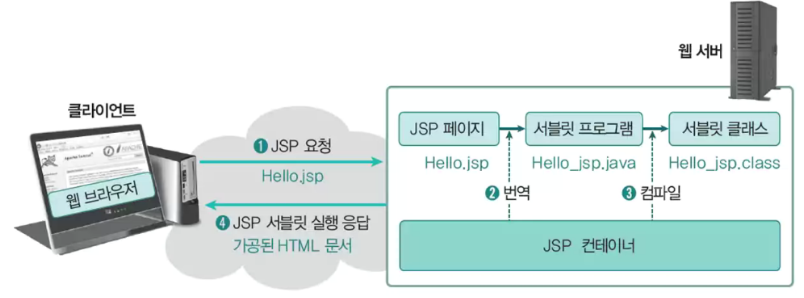 웹 서버
클라이언트
웹 브라우저
❶ JSP 요청
Hello.jsp
❹ JSP 서블릿 실행 응답
가공된 HTML 문서
JSP 페이지
서블릿 프로그램
서블릿 클래스
Hello.jsp
Hello_jsp.java
Hello_jsp.class
❷ 번역
❸ 컴파일
JSP 컨테이너